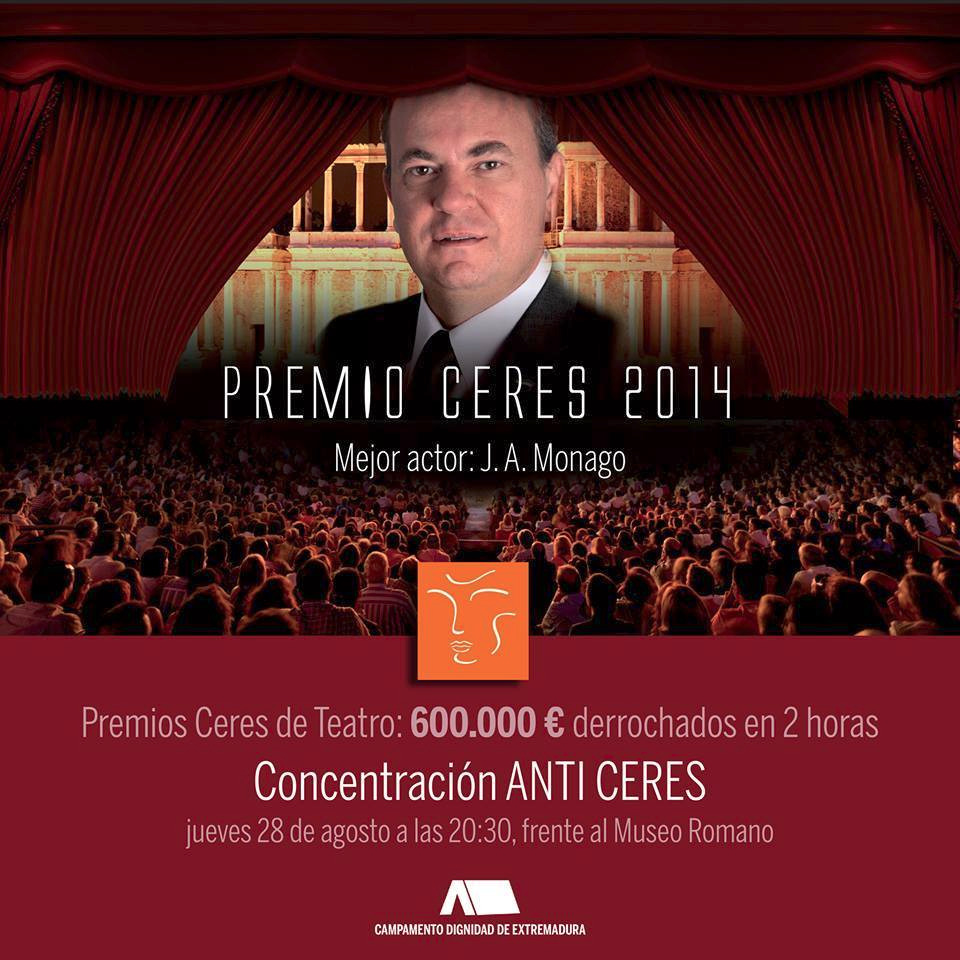 PREMIO CERES 2014
Mejor actor: J. A. Monago
Premios Ceres de Teatro: 600.000 € derrochados en 2 horas
Concentración ANTI CERES
jueves 28 de agosto a las 20:30, frente al Museo Romano
CAMPAMENTO DIGNIDAD DE EXTREMADURA